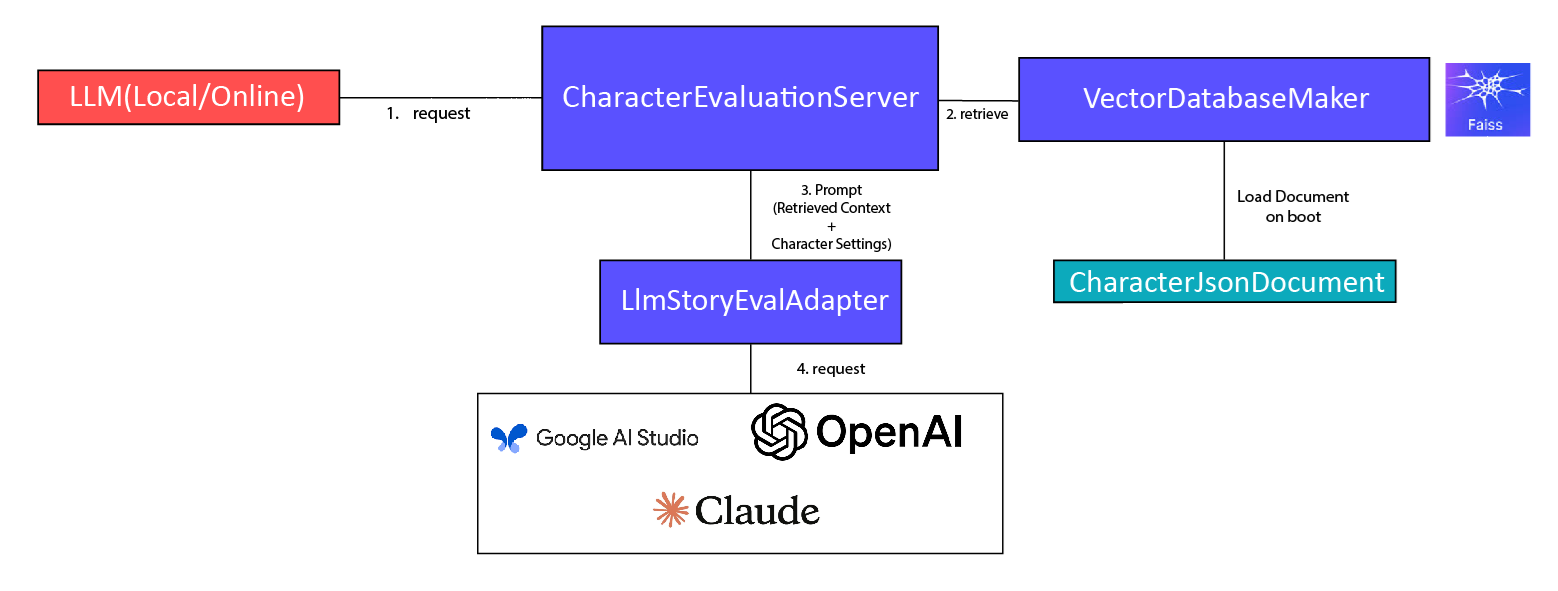 LLM(Local/Online)
1. request
CharacterEvaluationServer
2. retrieve
VectorDatabaseMaker
Faiss
3. Prompt
(Retrieved Context
+
Character Settings)
Load Document
on boot
LlmStoryEvalAdapter
CharacterJsonDocument
4. request
Google AI Studio
OpenAI
Claude